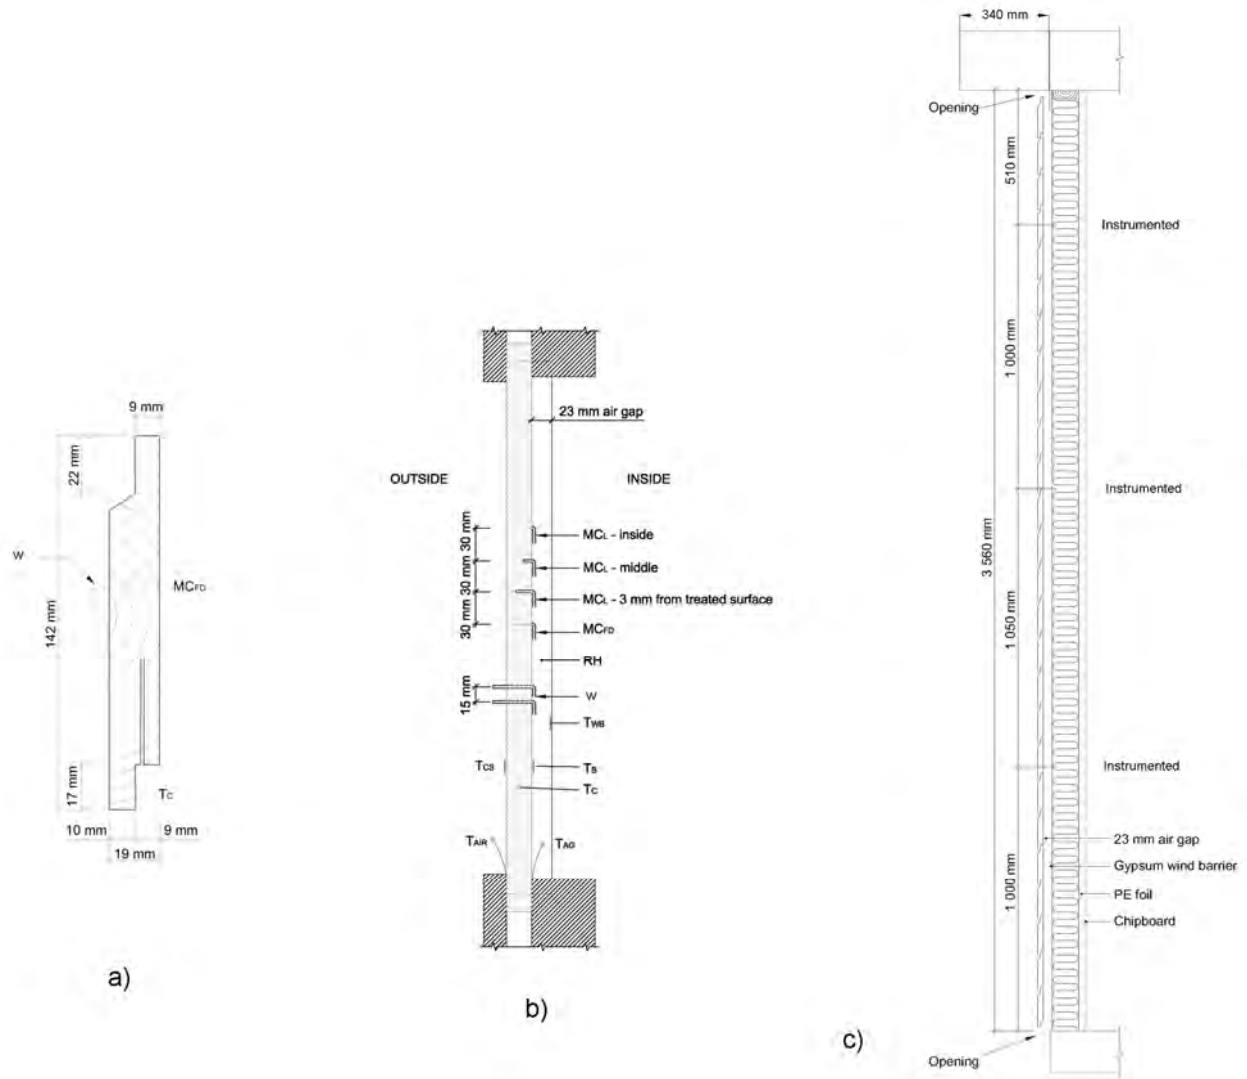 9 mm
22 mm
W
MCFD
142 mm
17 mm
TC
10 mm
9 mm
19 mm
a)
23 mm air gap
OUTSIDE
INSIDE
30 mm
MCL - inside
30 mm
MCL - middle
30 mm
MCL - 3 mm from treated surface
MCFD
RH
15 mm
W
TWB
TCS
TS
TC
TAIR
TAG
b)
340 mm
Opening
510 mm
Instrumented
1 000 mm
Instrumented
3 560 mm
1 050 mm
Instrumented
23 mm air gap
Gypsum wind barrier
1 000 mm
PE foil
Chipboard
Opening
c)